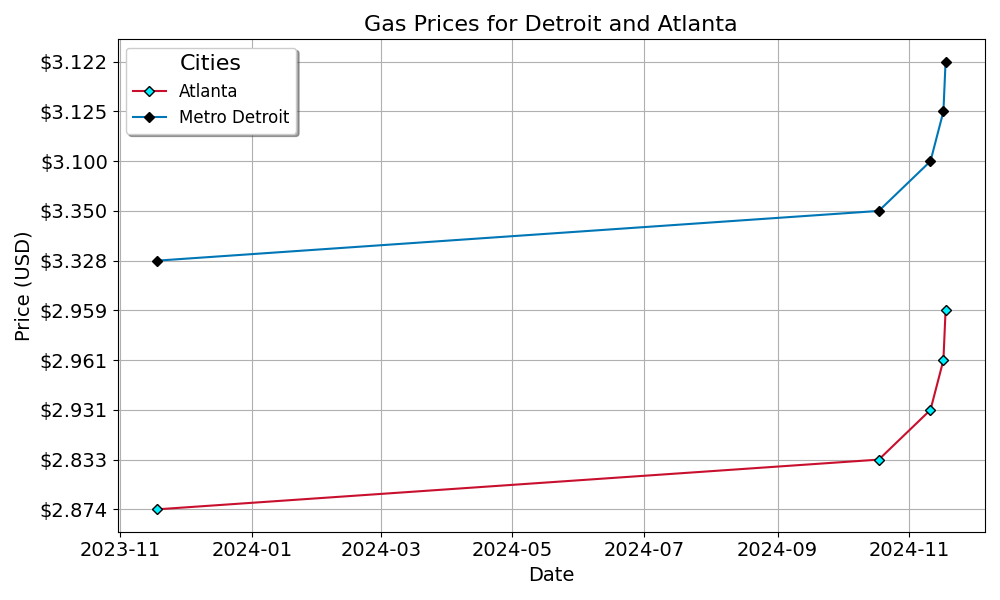 Gas Prices for Detroit and Atlanta
Cities
Atlanta
Metro Detroit
Price (USD)
$3.122
$3.125
$3.100
$3.350
$3.328
$2.959
$2.961
$2.931
$2.833
$2.874
2023-11 2024-01 2024-03 2024-05 2024-07 2024-09 2024-11
Date